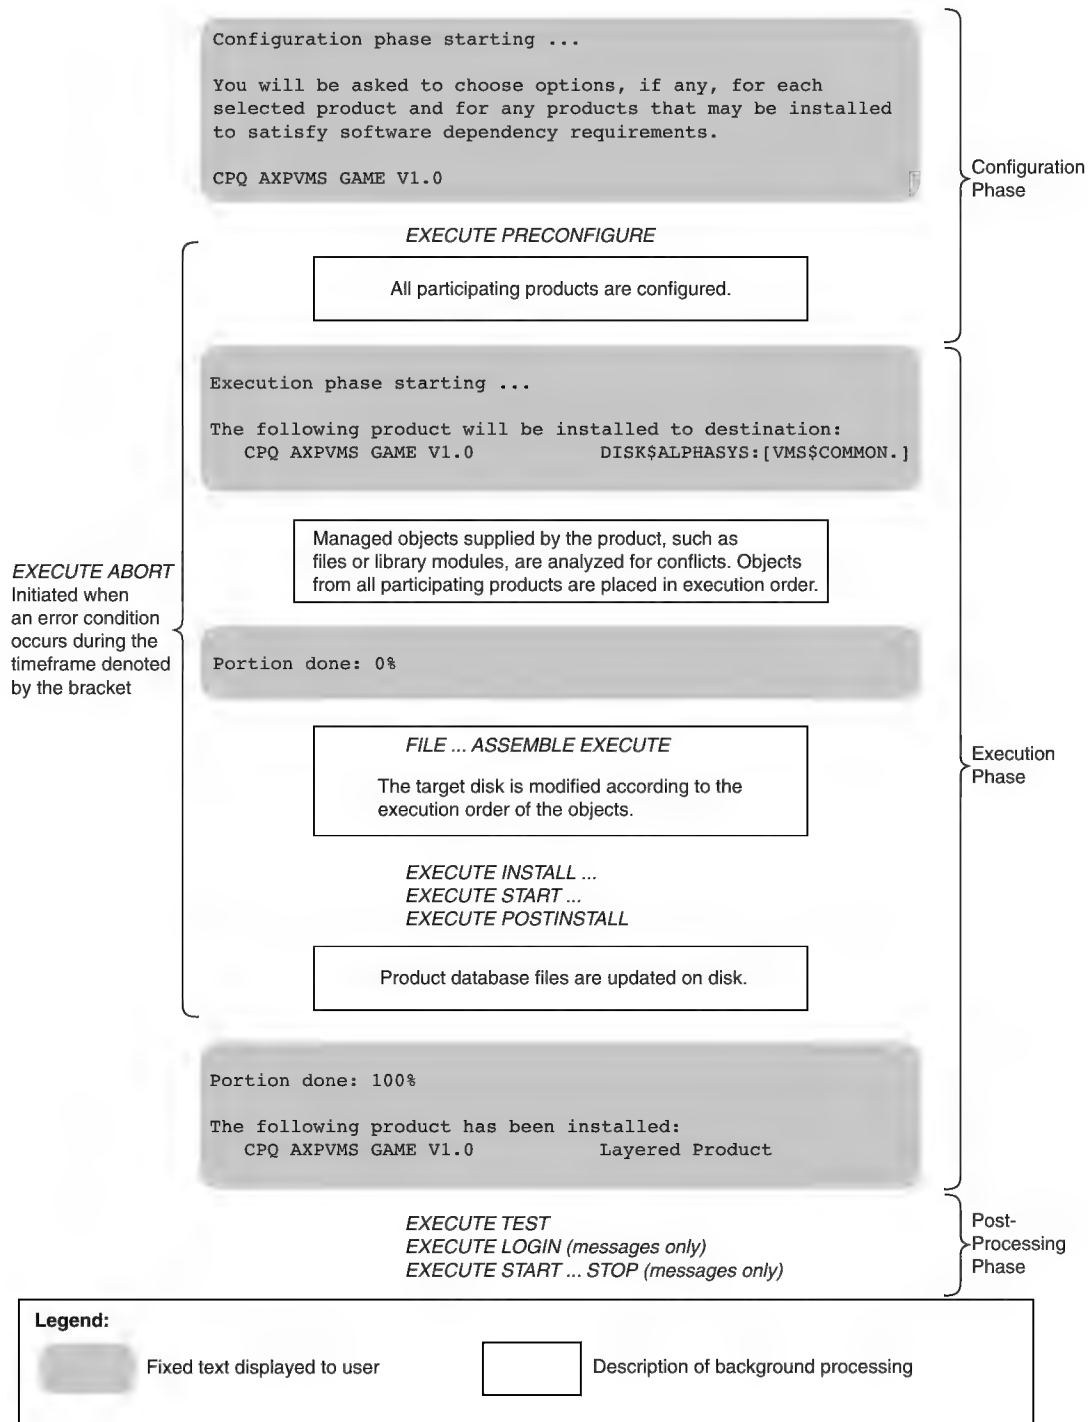 Configuration phase starting ...
You will be asked to choose options, if any, for each
selected product and for any products that may be installed
to satisfy software dependency requirements.
CPQ AXPVMS GAME V1.0
Configuration
Phase
EXECUTE PRECONFIGURE
All participating products are configured.
Execution phase starting ...
The following product will be installed to destination:
CPQ AXPVMS GAME V1.0 DISK$ALPHASYS:[VMS$COMMON.]
Managed objects supplied by the product, such as
files or library modules, are analyzed for conflicts. Objects
from all participating products are placed in execution order.
EXECUTE ABORT
Initiated when
an error condition
occurs during the
timeframe denoted
by the bracket
Portion done: 0%
FILE ... ASSEMBLE EXECUTE
The target disk is modified according to the
execution order of the objects.
Execution
Phase
EXECUTE INSTALL ...
EXECUTE START ...
EXECUTE POSTINSTALL
Product database files are updated on disk.
Portion done: 100%
The following product has been installed:
CPQ AXPVMS GAME V1.0 Layered Product
EXECUTE TEST
EXECUTE LOGIN (messages only)
EXECUTE START ... STOP (messages only)
Post-
Processing
Phase
Legend:
Fixed text displayed to user
Description of background processing